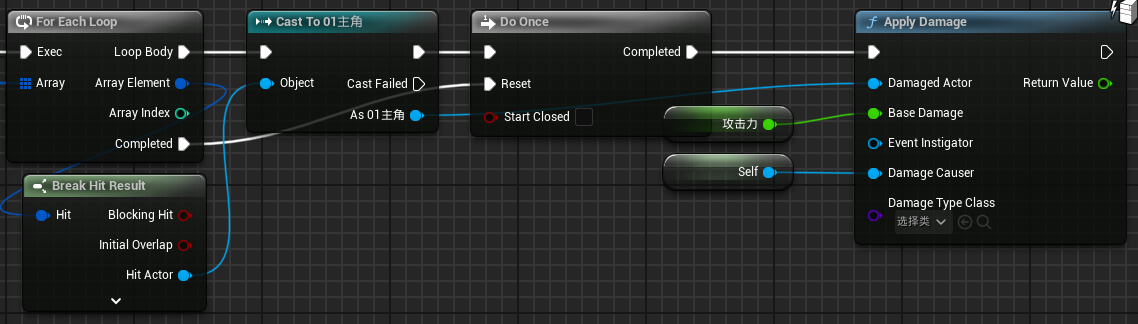 For Each Loop
Exec
Loop Body
Array
Array Element
Array Index
Completed
Break Hit Result
Hit
Blocking Hit
Initial Overlap
Hit Actor
Cast To 01主角
Object
Cast Failed
As 01主角
Do Once
Completed
Reset
Start Closed
攻击力
Self
Apply Damage
Damaged Actor
Return Value
Base Damage
Event Instigator
Damage Causer
Damage Type Class
选择类